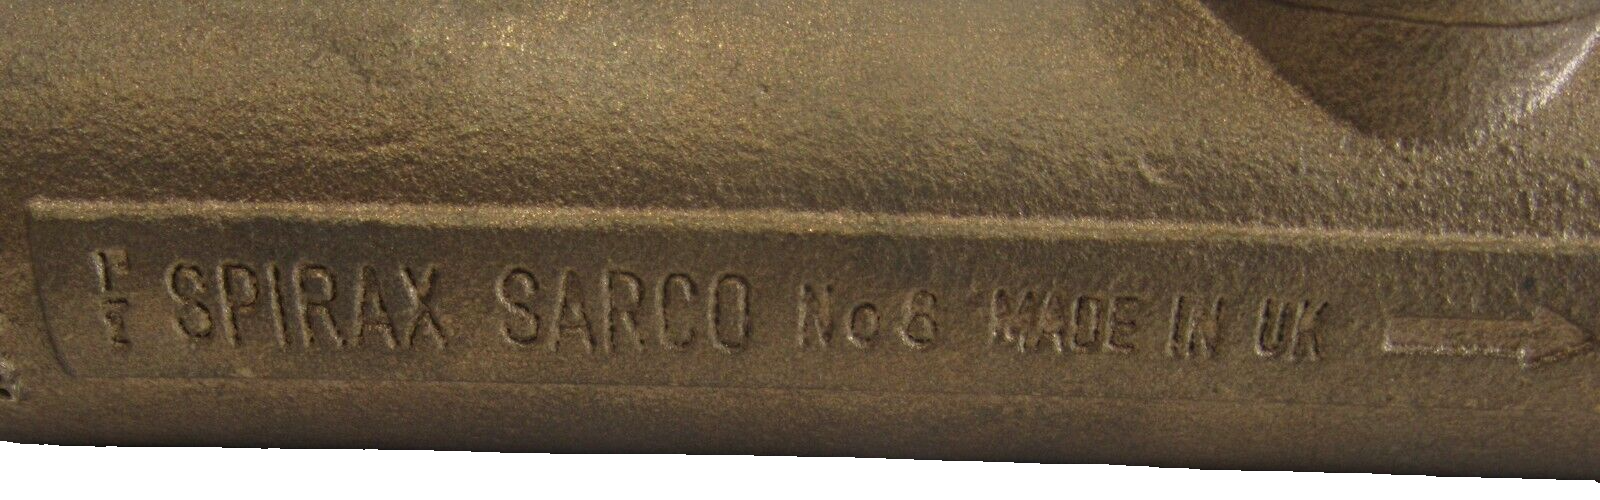 1/2 SPIRAX SARCO No 8 MADE IN UK